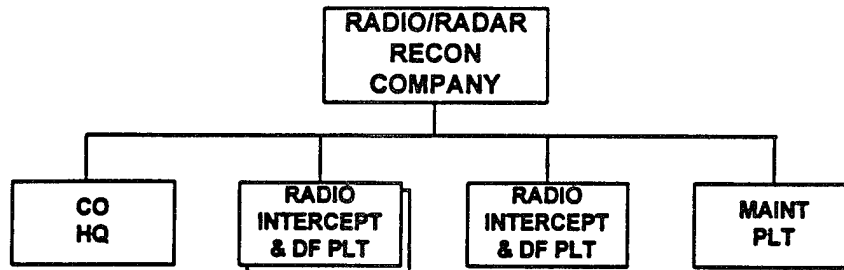 RADIO/RADAR
RECON
COMPANY
CO
HQ
RADIO
INTERCEPT
& DF PLT
RADIO
INTERCEPT
& DF PLT
MAINT
PLT